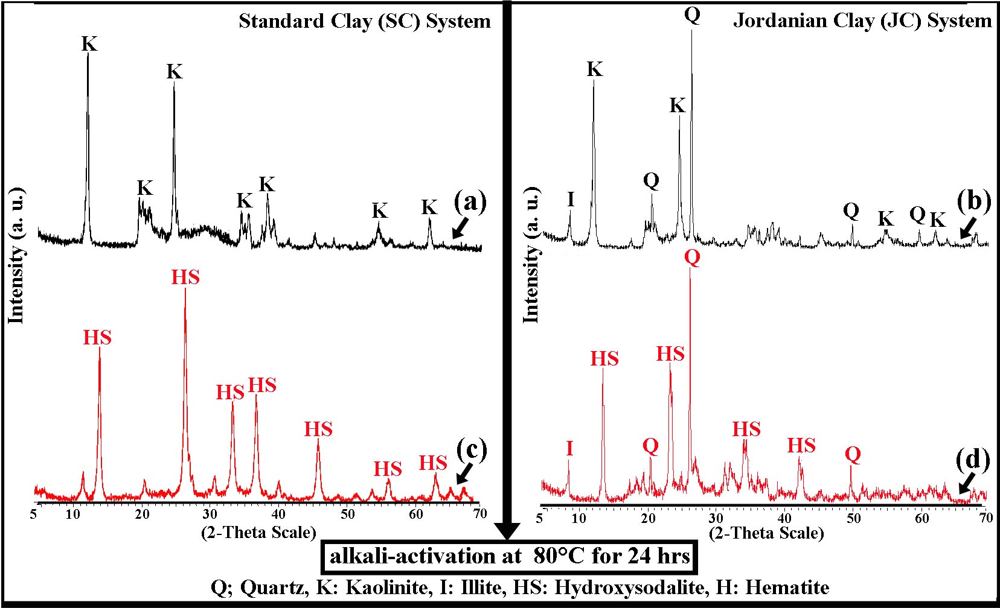 Standard Clay (SC) System
K
K
K
K
K
K
K
(a)
Intensity (a. u.)
HS
HS
HS
HS
HS
HS
HS
(c)
5 10 20 30 40 50 60 70
(2-Theta Scale)
Jordanian Clay (JC) System
Q
K
K
Q
I
Q
K
Q
K
(b)
Intensity (a. u.)
Q
HS
HS
HS
HS
I
Q
Q
(d)
5 10 20 30 40 50 60 70
(2-Theta Scale)
alkali-activation at 80°C for 24 hrs
Q; Quartz, K: Kaolinite, I: Illite, HS: Hydroxysodalite, H: Hematite